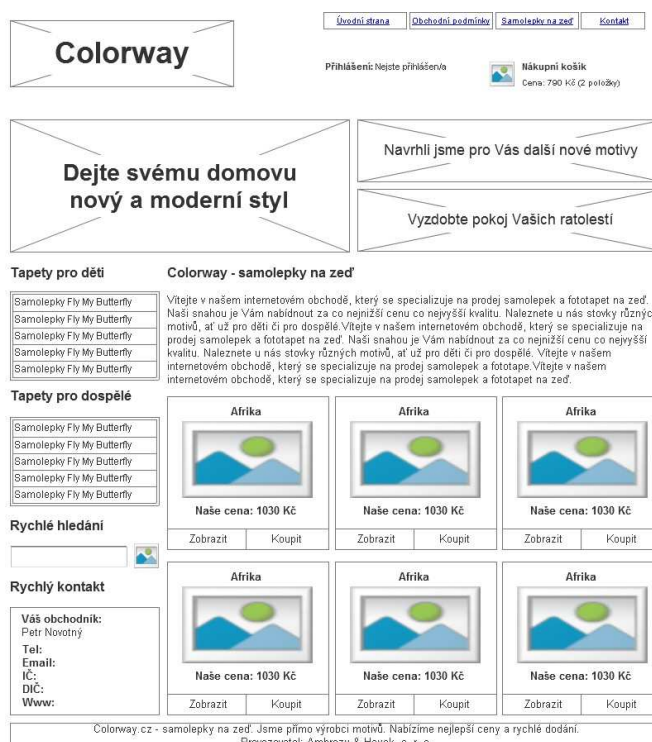 Colorway
Úvodní strana
Obchodní podmínky
Samolepky na zeď
Kontakt
Přihlášení: Nejste přihlášen/a
Nákupní košík
Cena: 790 Kč (2 položky)
Dejte svému domovu
nový a moderní styl
Navrhli jsme pro Vás další nové motivy
Vyzdobte pokoj Vašich ratolestí
Tapety pro děti
Samolepky Fly My Butterfly
Samolepky Fly My Butterfly
Samolepky Fly My Butterfly
Samolepky Fly My Butterfly
Samolepky Fly My Butterfly
Tapety pro dospělé
Samolepky Fly My Butterfly
Samolepky Fly My Butterfly
Samolepky Fly My Butterfly
Samolepky Fly My Butterfly
Samolepky Fly My Butterfly
Rychlé hledání
Rychlý kontakt
Váš obchodník:
Petr Novotný
Tel:
Email:
IČ:
DIČ:
Www:
Colorway - samolepky na zeď
Vítejte v našem internetovém obchodě, který se specializuje na prodej samolepek a fototapet na zeď.
Naši snahou je Vám nabídnout za co nejnižší cenu co nejvyšší kvalitu. Naleznete u nás stovky různýc
motivů, ať už pro děti či pro dospělé.Vítejte v našem internetovém obchodě, který se specializuje na
prodej samolepek a fototapet na zeď. Naši snahou je Vám nabídnout za co nejnižší cenu co nejvyšší
kvalitu. Naleznete u nás stovky různých motivů, ať už pro děti či pro dospělé. Vítejte v našem
internetovém obchodě, který se specializuje na prodej samolepek a fototape.Vítejte v našem
internetovém obchodě, který se specializuje na prodej samolepek a fototapet na zeď.
Afrika
Naše cena: 1030 Kč
Zobrazit Koupit
Afrika
Naše cena: 1030 Kč
Zobrazit Koupit
Afrika
Naše cena: 1030 Kč
Zobrazit Koupit
Afrika
Naše cena: 1030 Kč
Zobrazit Koupit
Afrika
Naše cena: 1030 Kč
Zobrazit Koupit
Afrika
Naše cena: 1030 Kč
Zobrazit Koupit
Colorway.cz - samolepky na zeď. Jsme přímo výrobci motivů. Nabízíme nejlepší ceny a rychlé dodání.